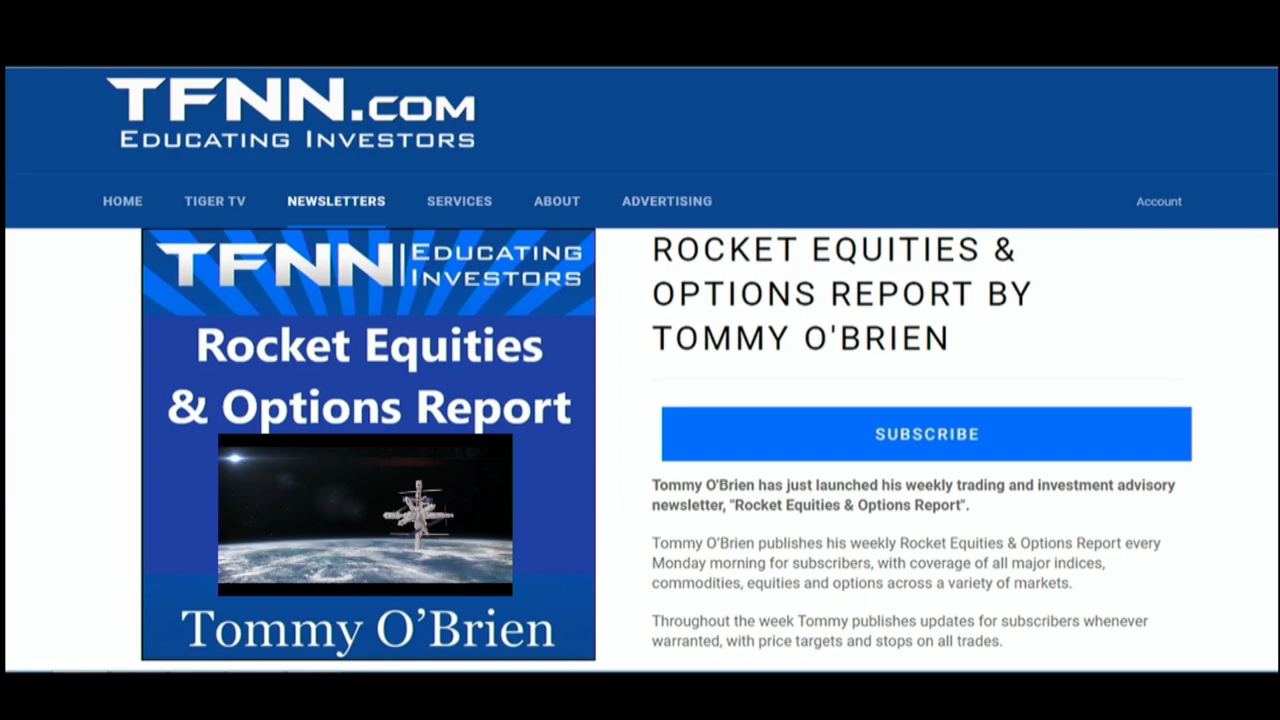 TFNN.COM
EDUCATING INVESTORS
HOME
TIGER TV
NEWSLETTERS
SERVICES
ABOUT
ADVERTISING
Account
TFNN | EDUCATING
INVESTORS
Rocket Equities
& Options Report
Tommy O’Brien
ROCKET EQUITIES &
OPTIONS REPORT BY
TOMMY O'BRIEN
SUBSCRIBE
Tommy O'Brien has just launched his weekly trading and investment advisory
newsletter, "Rocket Equities & Options Report".
Tommy O'Brien publishes his weekly Rocket Equities & Options Report every
Monday morning for subscribers, with coverage of all major indices,
commodities, equities and options across a variety of markets.
Throughout the week Tommy publishes updates for subscribers whenever
warranted, with price targets and stops on all trades.